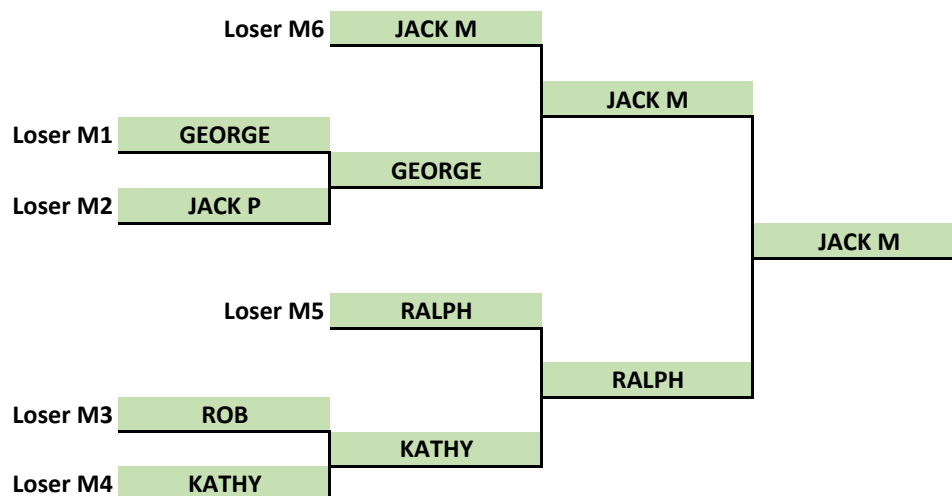 Loser M6 JACK M
JACK M
Loser M1 GEORGE
GEORGE
Loser M2 JACK P
JACK M
Loser M5 RALPH
RALPH
Loser M3 ROB
KATHY
Loser M4 KATHY